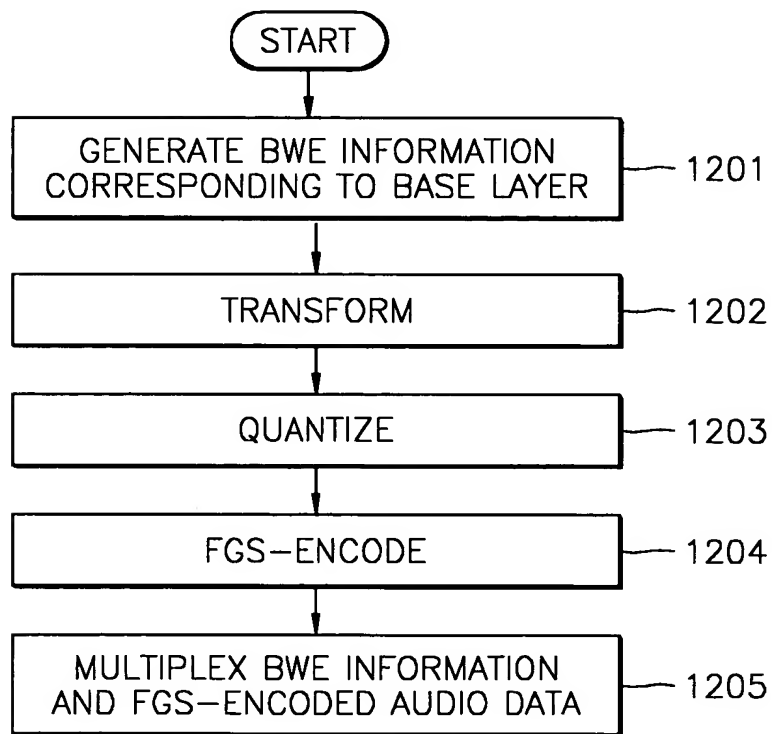 START
GENERATE BWE INFORMATION
CORRESPONDING TO BASE LAYER
1201
TRANSFORM
1202
QUANTIZE
1203
FGS-ENCODE
1204
MULTIPLEX BWE INFORMATION
AND FGS-ENCODED AUDIO DATA
1205